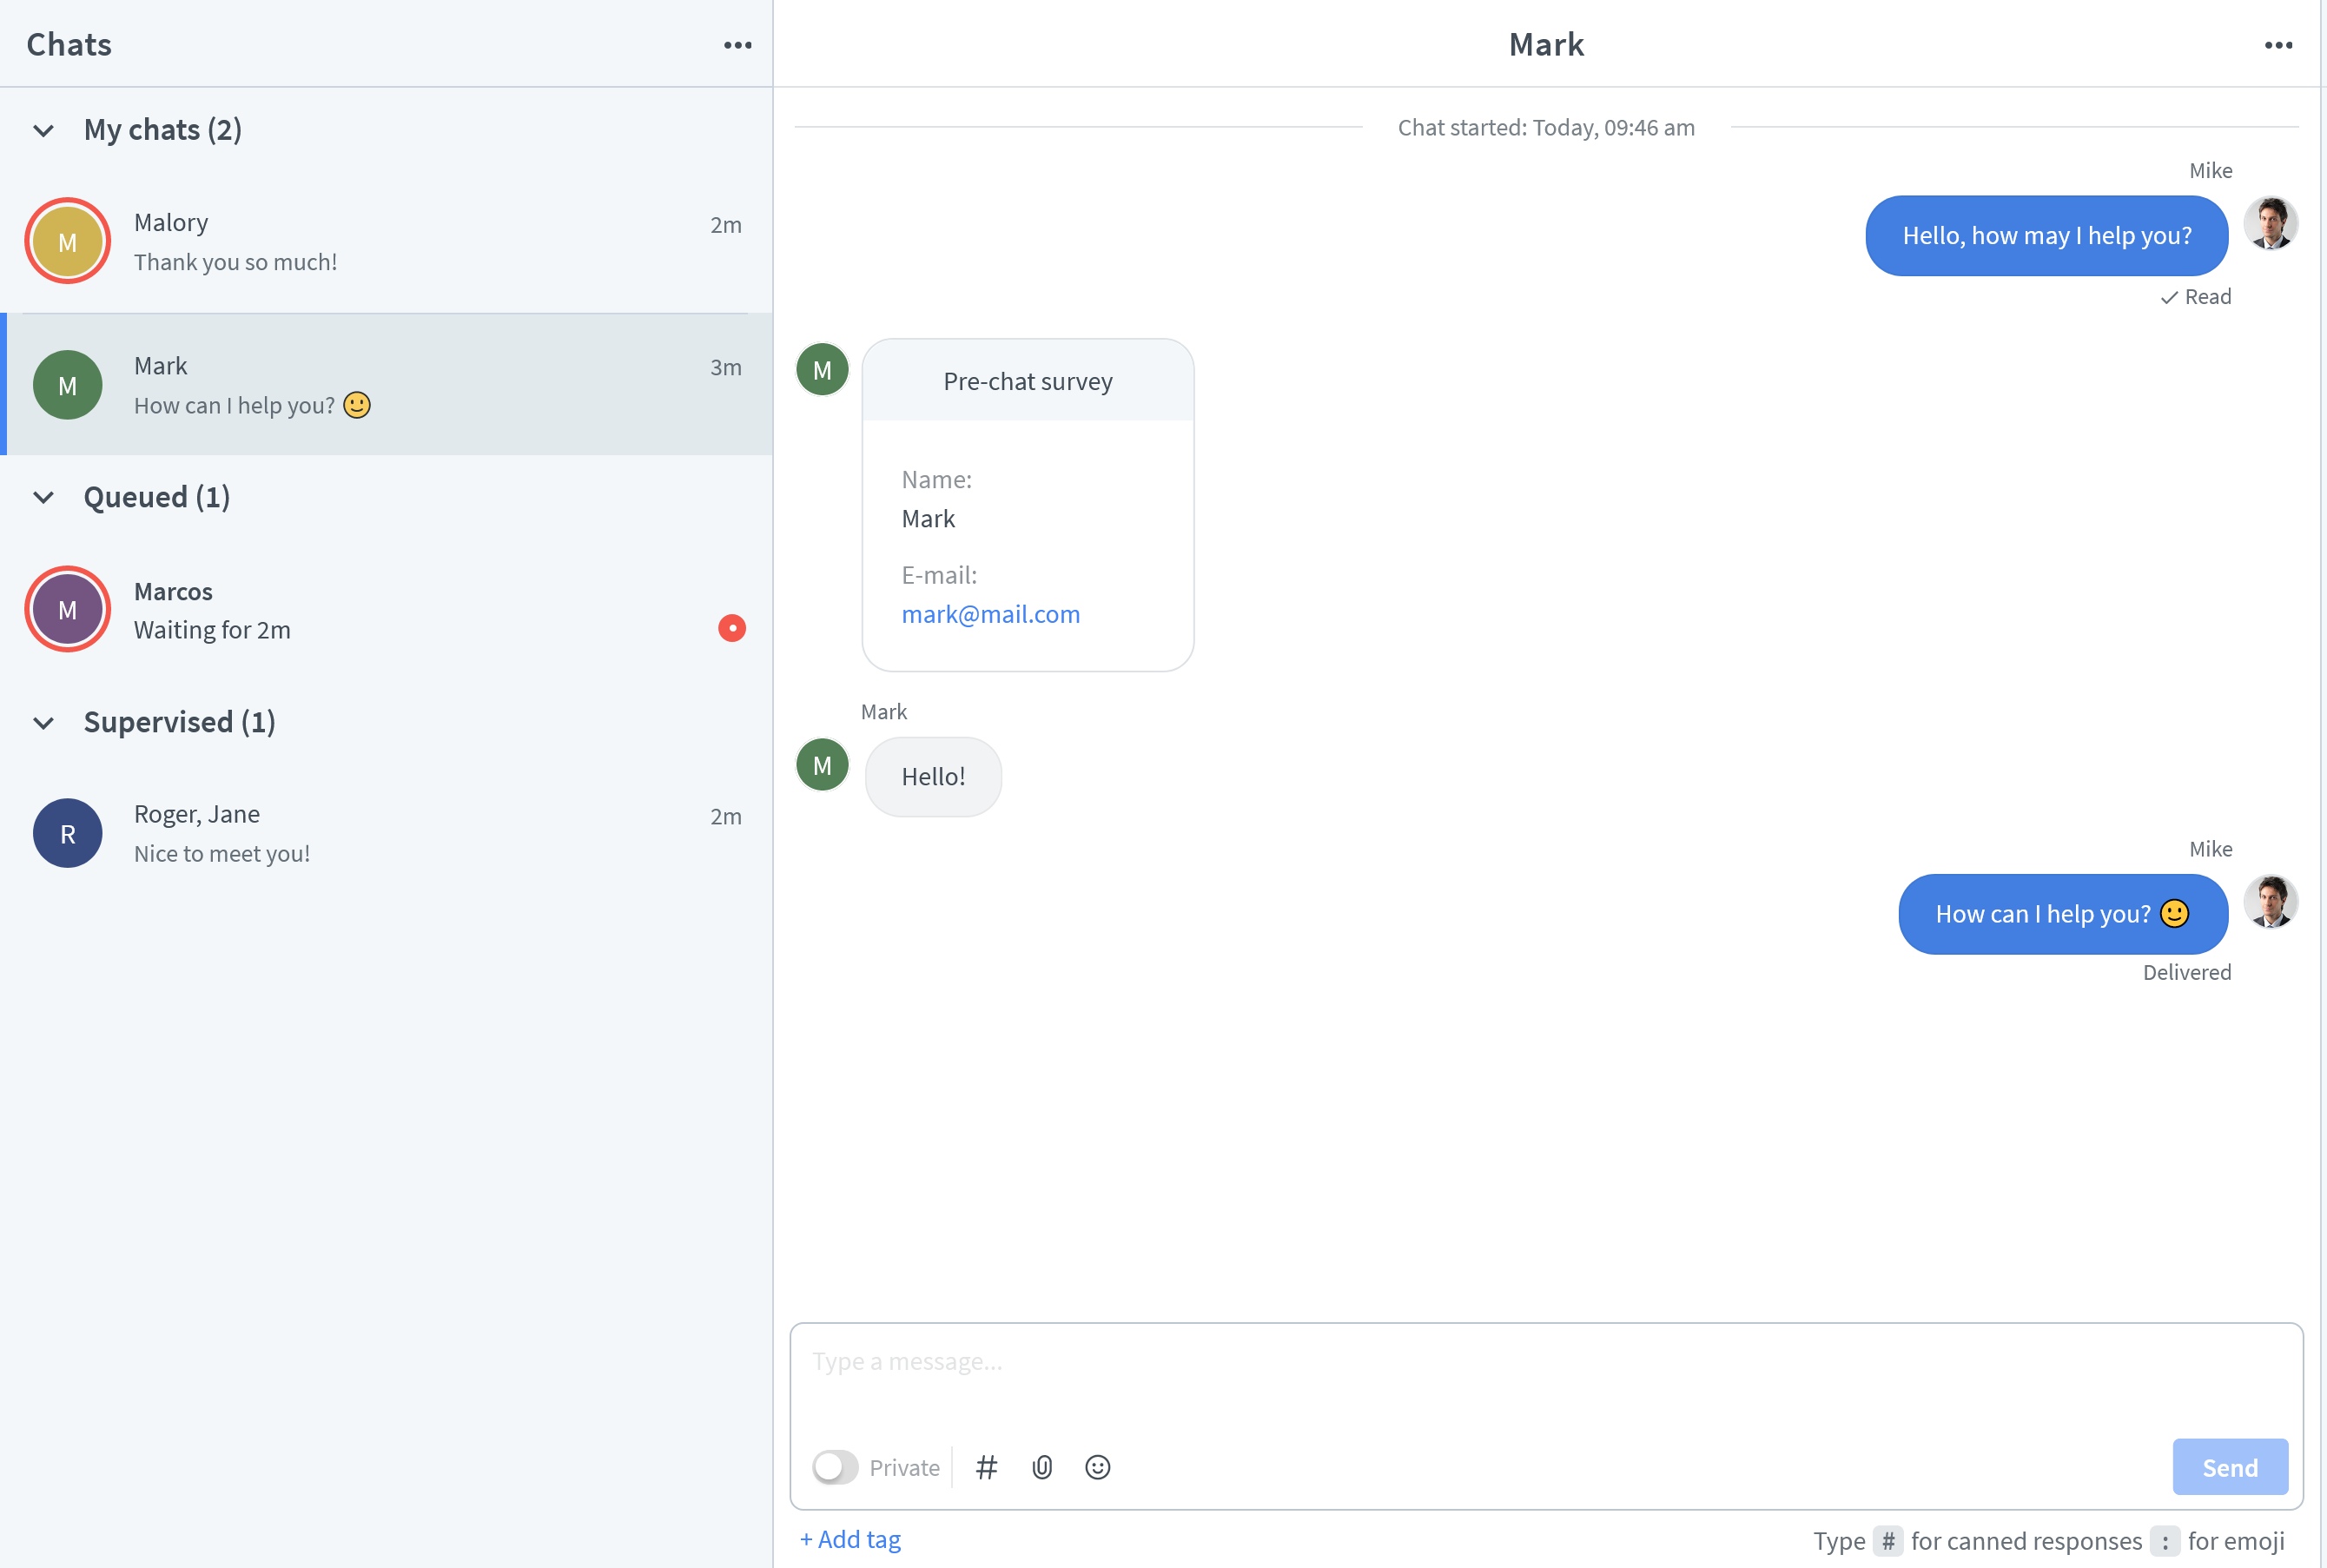 Chats
My chats (2)
M
Malory
2m
Thank you so much!
M
Mark
3m
How can I help you? 🙂
Queued (1)
M
Marcos
Waiting for 2m
Supervised (1)
R
Roger, Jane
2m
Nice to meet you!
Mark
Chat started: Today, 09:46 am
Mike
Hello, how may I help you?
✓ Read
M
Pre-chat survey
Name:
Mark
E-mail:
mark@mail.com
Mark
M
Hello!
Mike
How can I help you? 🙂
Delivered
Type a message...
Private #
Send
+ Add tag
Type # for canned responses : for emoji